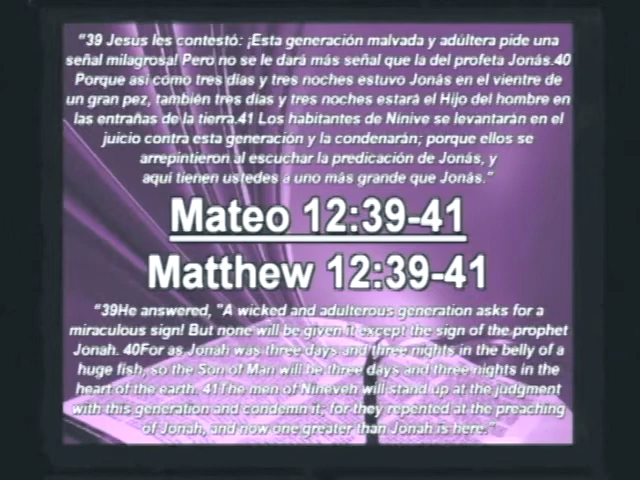 "39 Jesús les contestó: ¡Esta generación malvada y adúltera pide una
señal milagrosa! Pero no se le dará más señal que la del profeta Jonás.40
Porque así como tres días y tres noches estuvo Jonás en el vientre de
un gran pez, también tres días y tres noches estará el Hijo del hombre en
las entrañas de la tierra.41 Los habitantes de Nínive se levantarán en el
juicio contra esta generación y la condenarán; porque ellos se
arrepintieron al escuchar la predicación de Jonás, y
aquí tienen ustedes a uno más grande que Jonás."
Mateo 12:39-41
Matthew 12:39-41
"39He answered, "A wicked and adulterous generation asks for a
miraculous sign! But none will be given it except the sign of the prophet
Jonah. 40For as Jonah was three days and three nights in the belly of a
huge fish, so the Son of Man will be three days and three nights in the
heart of the earth. 41The men of Nineveh will stand up at the judgment
with this generation and condemn it; for they repented at the preaching
of Jonah, and now one greater than Jonah is here."